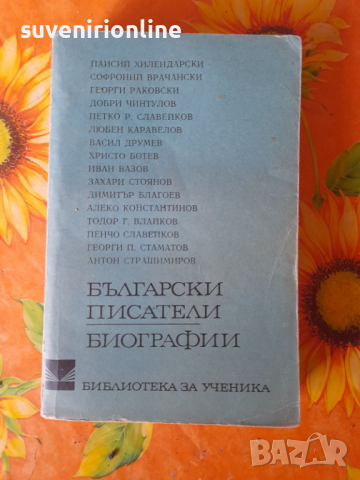 suvenirionline
ПАИСИЙ ХИЛЕНДАРСКИ
СОФРОНИЙ ВРАЧАНСКИ
ГЕОРГИ РАКОВСКИ
ДОБРИ ЧИНТУЛОВ
ПЕТКО Р. СЛАВЕЙКОВ
ЛЮБЕН КАРАВЕЛОВ
ВАСИЛ ДРУМЕВ
ХРИСТО БОТЕВ
ИВАН ВАЗОВ
ЗАХАРИ СТОЯНОВ
ДИМИТЪР БЛАГОЕВ
АЛЕКО КОНСТАНТИНОВ
ТОДОР Г. ВЛАЙКОВ
ПЕНЧО СЛАВЕЙКОВ
ГЕОРГИ П. СТАМАТОВ
АНТОН СТРАШИМИРОВ
БЪЛГАРСКИ
ПИСАТЕЛИ
БИОГРАФИИ
БИБЛИОТЕКА ЗА УЧЕНИКА
BAZAR
bg